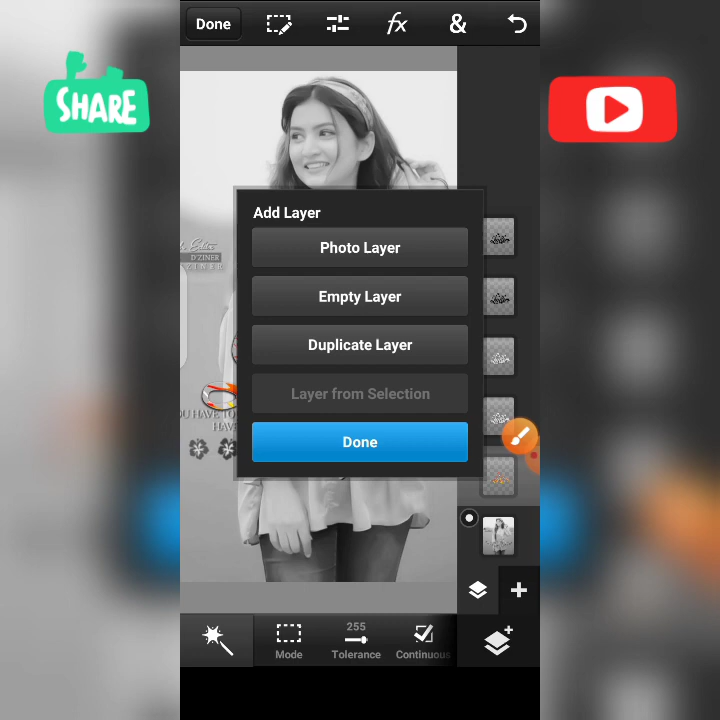 Done
fx
&
SHARE
D'ZINER
Add Layer
Photo Layer
Empty Layer
Duplicate Layer
Layer from Selection
Done
255
Mode
Tolerance
Continuous